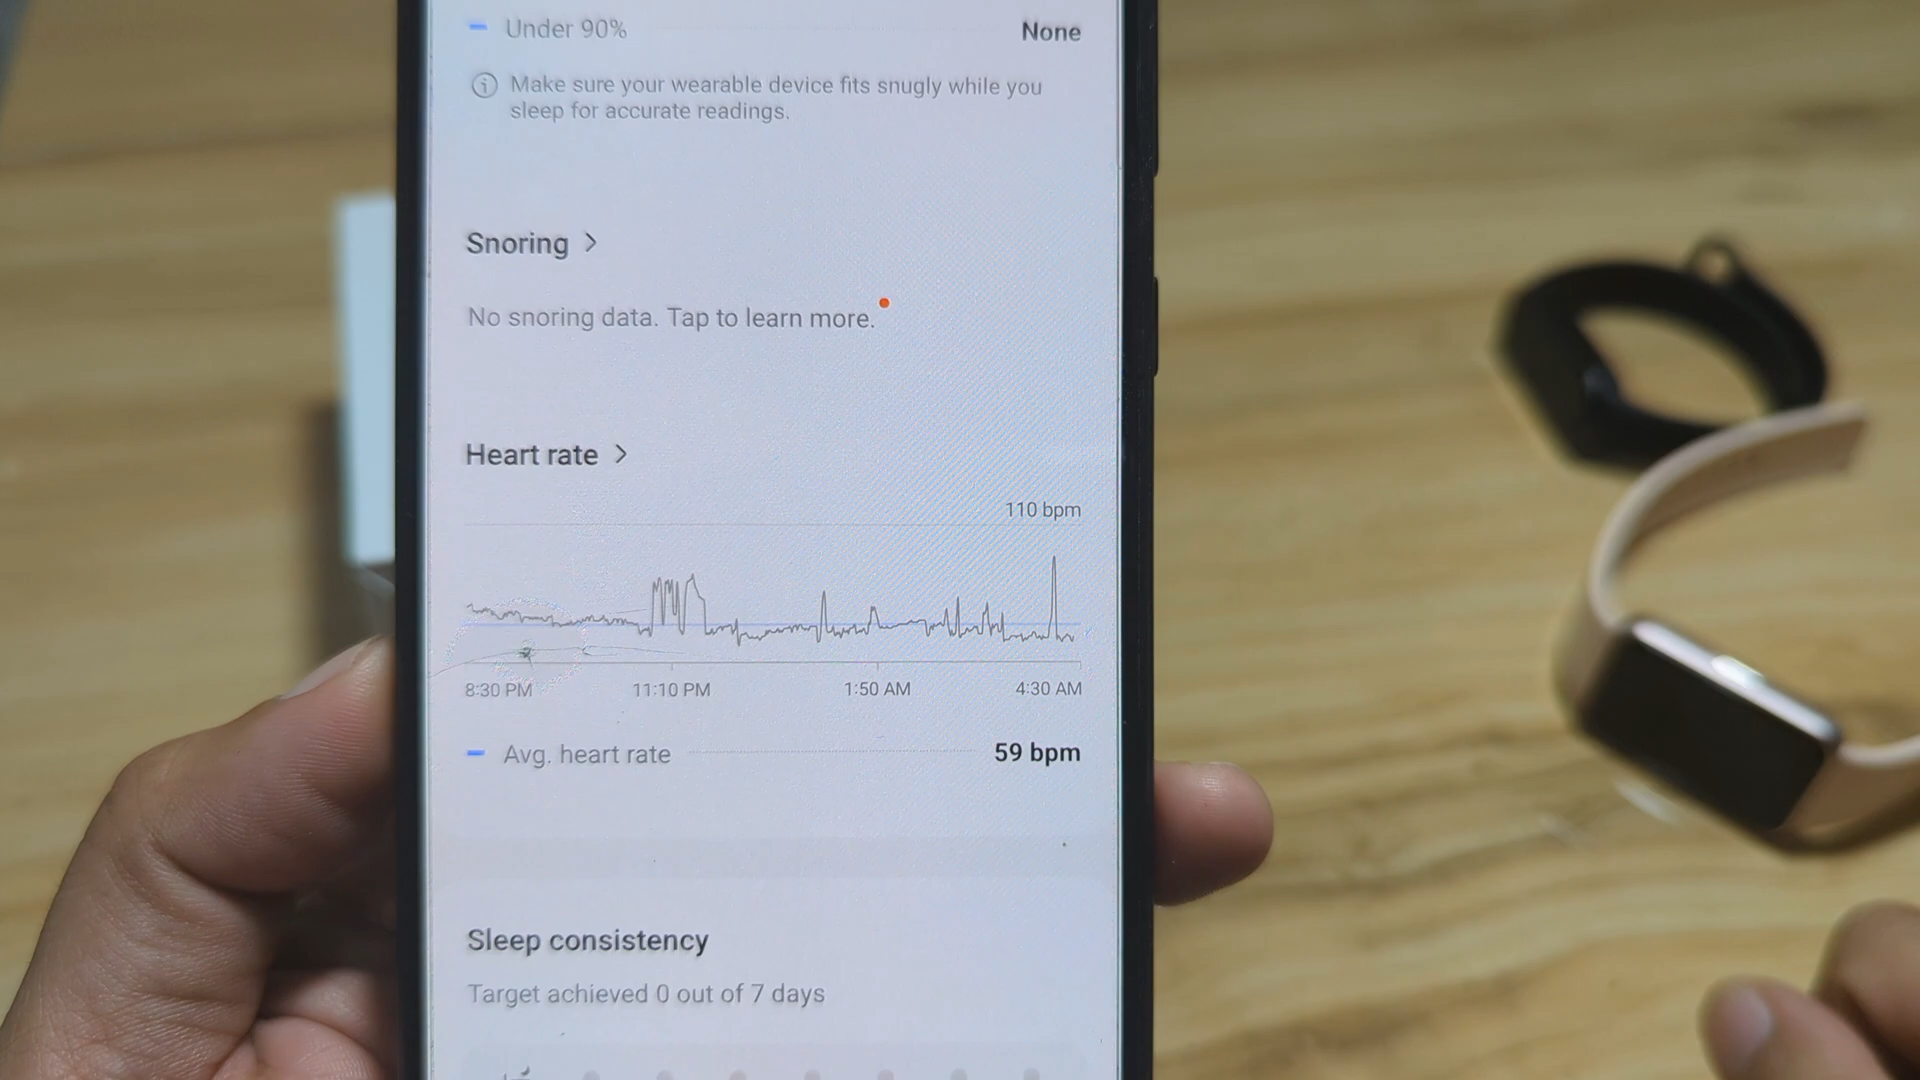 Under 90%
None
Make sure your wearable device fits snugly while you
sleep for accurate readings.
Snoring >
No snoring data. Tap to learn more.
Heart rate >
110 bpm
8:30 PM
11:10 PM
1:50 AM
4:30 AM
Avg. heart rate
59 bpm
Sleep consistency
Target achieved 0 out of 7 days